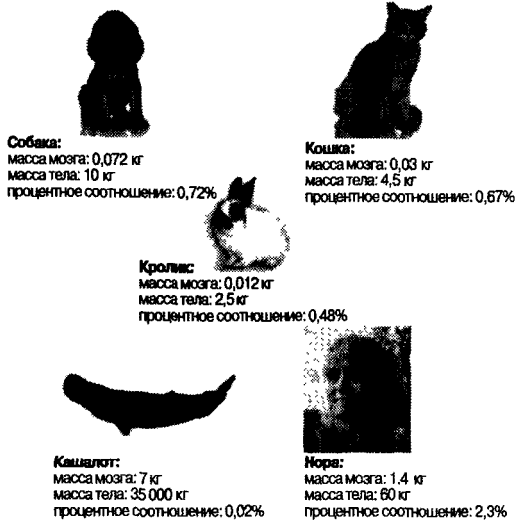 Собака:
масса мозга: 0,072 кг
масса тела: 10 кг
процентное соотношение: 0,72%
Кошка:
масса мозга: 0,03 кг
масса тела: 4,5 кг
процентное соотношение: 0,67%
Кролик:
масса мозга: 0,012 кг
масса тела: 2,5 кг
процентное соотношение: 0,48%
Кашалот:
масса мозга: 7 кг
масса тела: 35 000 кг
процентное соотношение: 0,02%
Нора:
масса мозга: 1.4 кг
масса тела: 60 кг
процентное соотношение: 2,3%